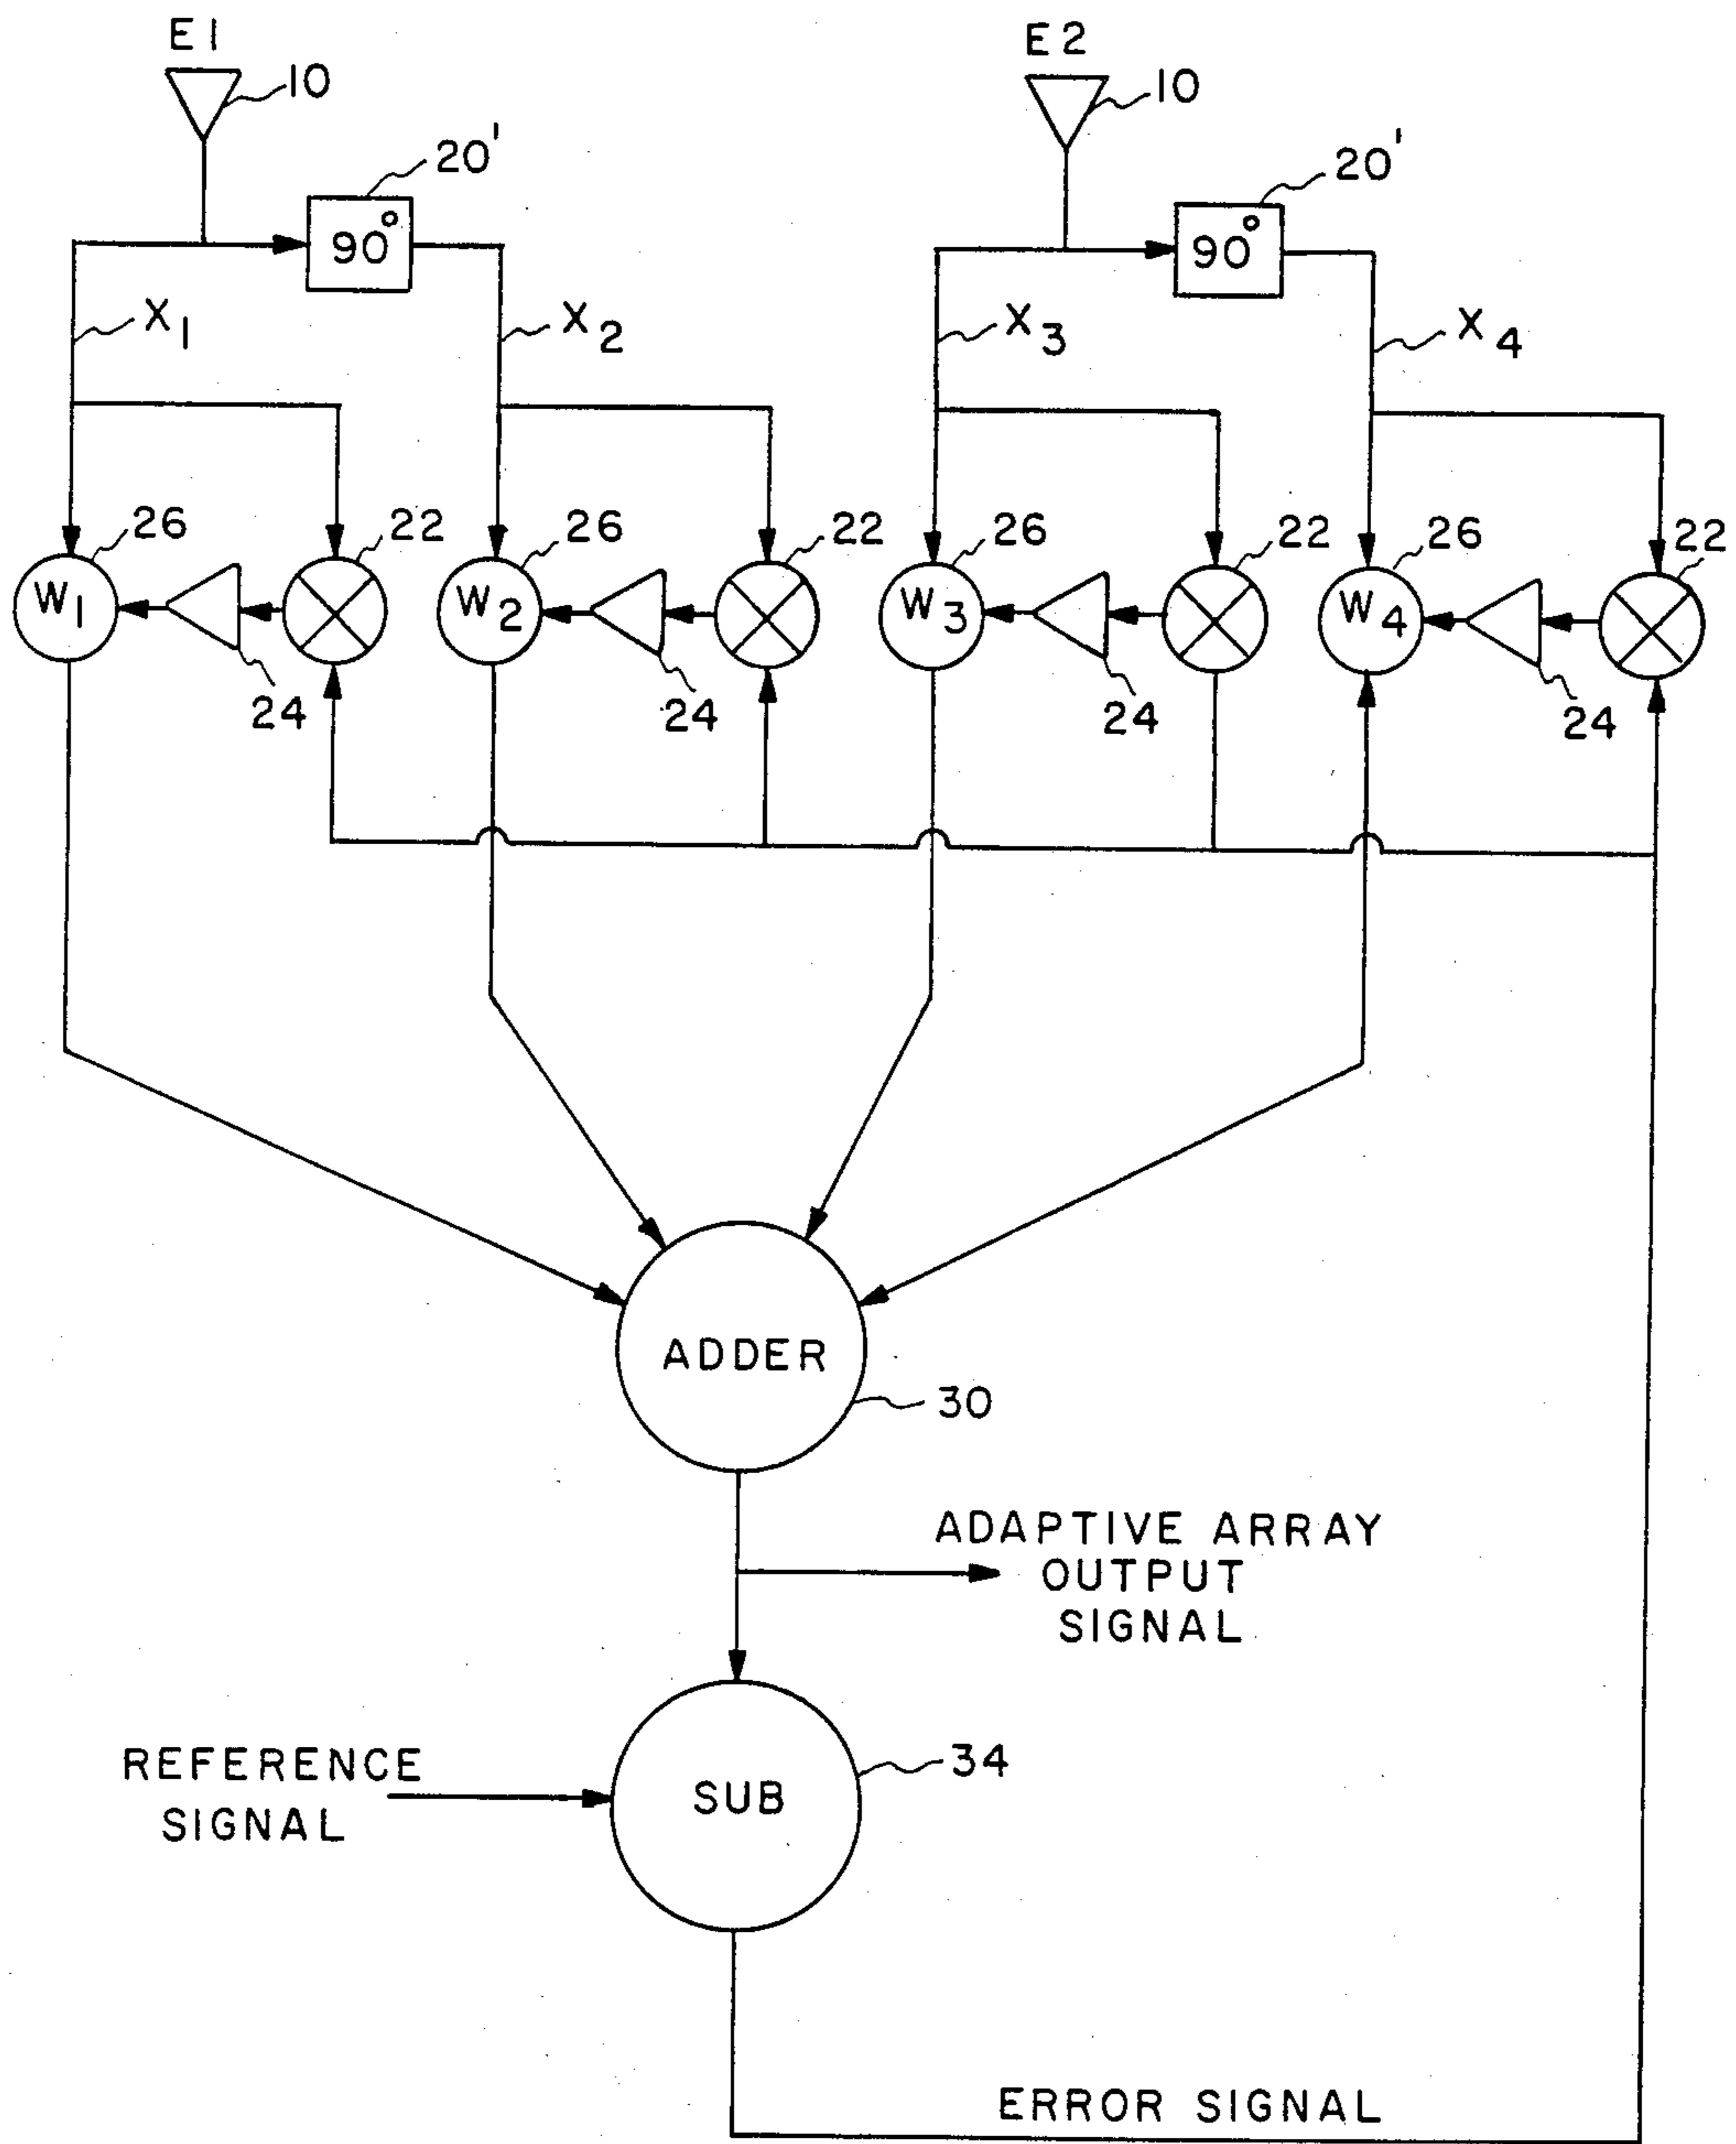 E1
E2
10
10
20'
20'
90°
90°
X1
X2
X3
X4
26
22
26
22
26
22
26
22
W1
W2
W3
W4
24
24
24
24
ADDER
30
ADAPTIVE ARRAY
OUTPUT
SIGNAL
REFERENCE
SIGNAL
34
SUB
ERROR SIGNAL